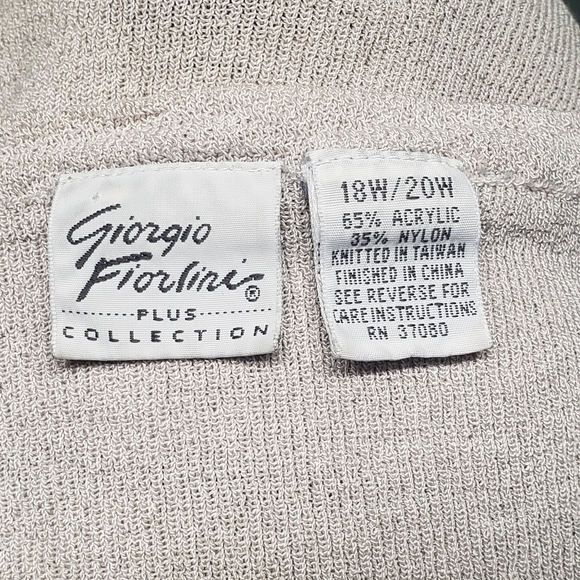 Giorgio
Fiorlini®
PLUS
COLLECTION
18W/20W
65% ACRYLIC
35% NYLON
KNITTED IN TAIWAN
FINISHED IN CHINA
SEE REVERSE FOR
CARE INSTRUCTIONS
RN 37080